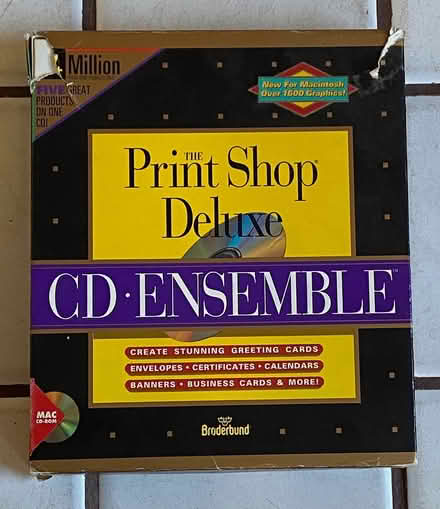 Million
FIVE GREAT
PRODUCTS
ON ONE
CD!
New For Macintosh
Over 1600 Graphics!
THE
Print Shop®
Deluxe
CD·ENSEMBLE™
CREATE STUNNING GREETING CARDS
ENVELOPES • CERTIFICATES • CALENDARS
BANNERS • BUSINESS CARDS & MORE!
MAC
CD-ROM
Brøderbund